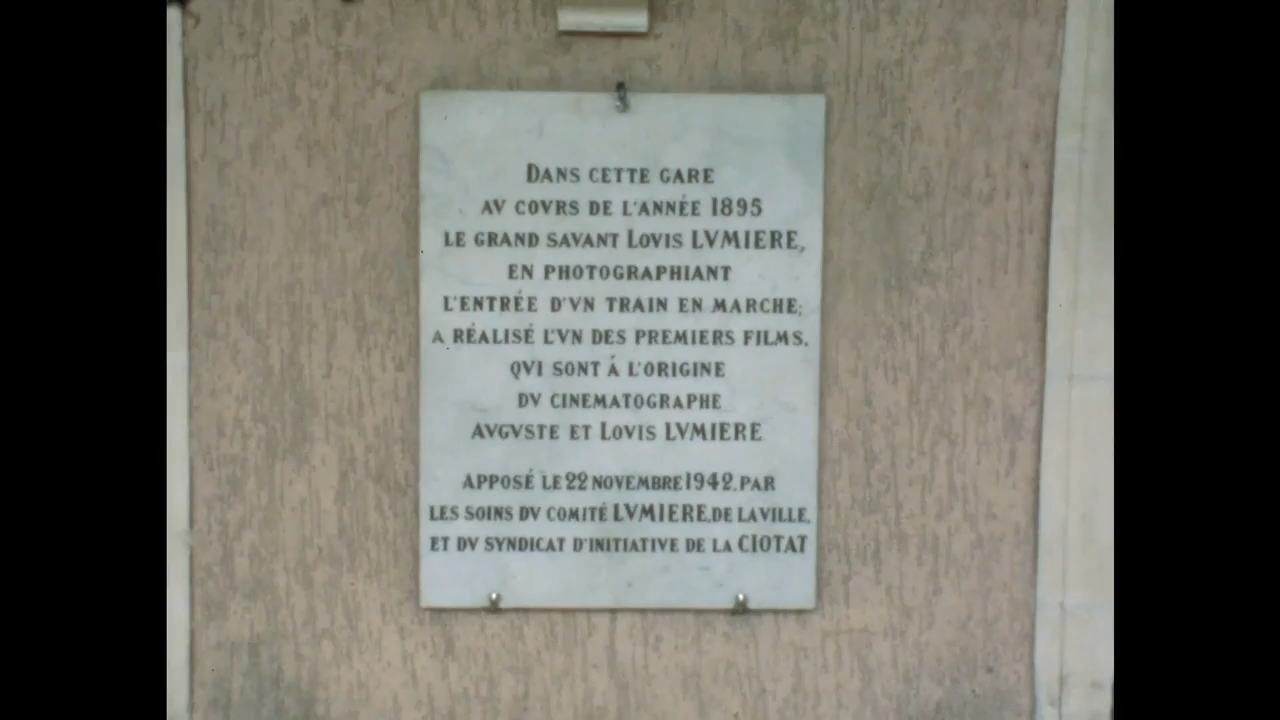 DANS CETTE GARE
AV COVRS DE L'ANNÉE 1895
LE GRAND SAVANT LOVIS LVMIERE,
EN PHOTOGRAPHIANT
L'ENTRÉE D'VN TRAIN EN MARCHE;
A RÉALISÉ L'VN DES PREMIERS FILMS.
QVI SONT Á L'ORIGINE
DV CINEMATOGRAPHE
AVGVSTE ET LOVIS LVMIERE
APPOSÉ LE 22 NOVEMBRE 1942. PAR
LES SOINS DV COMITÉ LVMIERE.DE LA VILLE.
ET DV SYNDICAT D'INITIATIVE DE LA CIOTAT